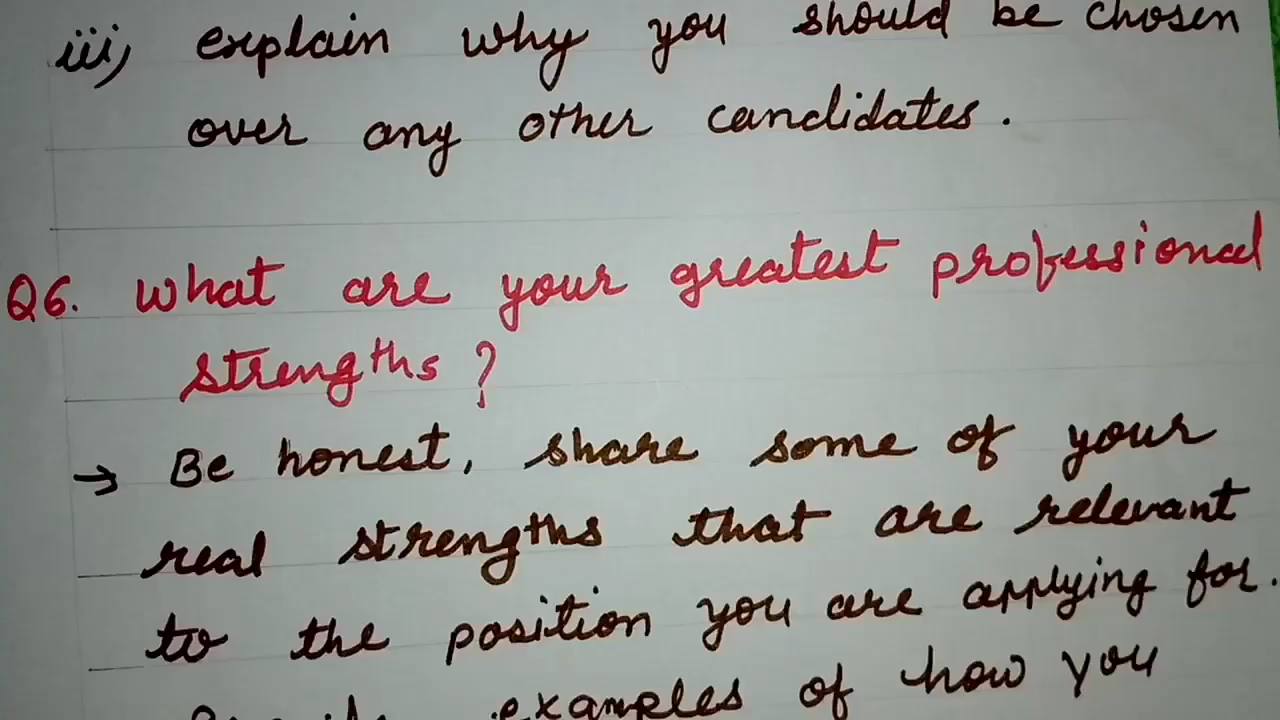 iii) explain why you should be chosen
over any other candidates.
Q6. What are your greatest professional
strengths ?
→ Be honest, share some of your
real strengths that are relevant
to the position you are applying for.
examples of how you